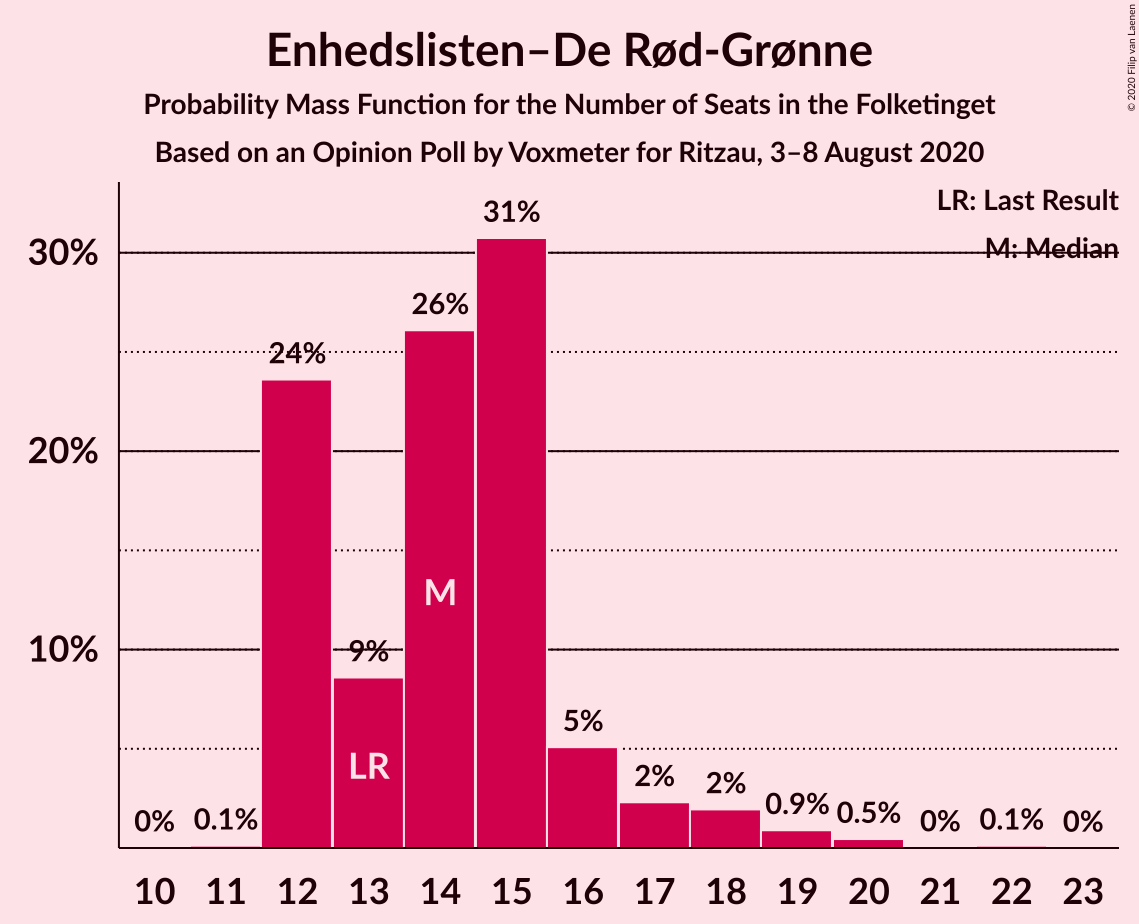 Enhedslisten–De Rød-Grønne
Probability Mass Function for the Number of Seats in the Folketinget
Based on an Opinion Poll by Voxmeter for Ritzau, 3–8 August 2020
© 2020 Filip van Laenen
LR: Last Result
M: Median
30%
20%
10%
0%
0.1%
24%
9%
26%
31%
5%
2%
2%
0.9%
0.5%
0%
0.1%
0%
LR
M
10 11 12 13 14 15 16 17 18 19 20 21 22 23